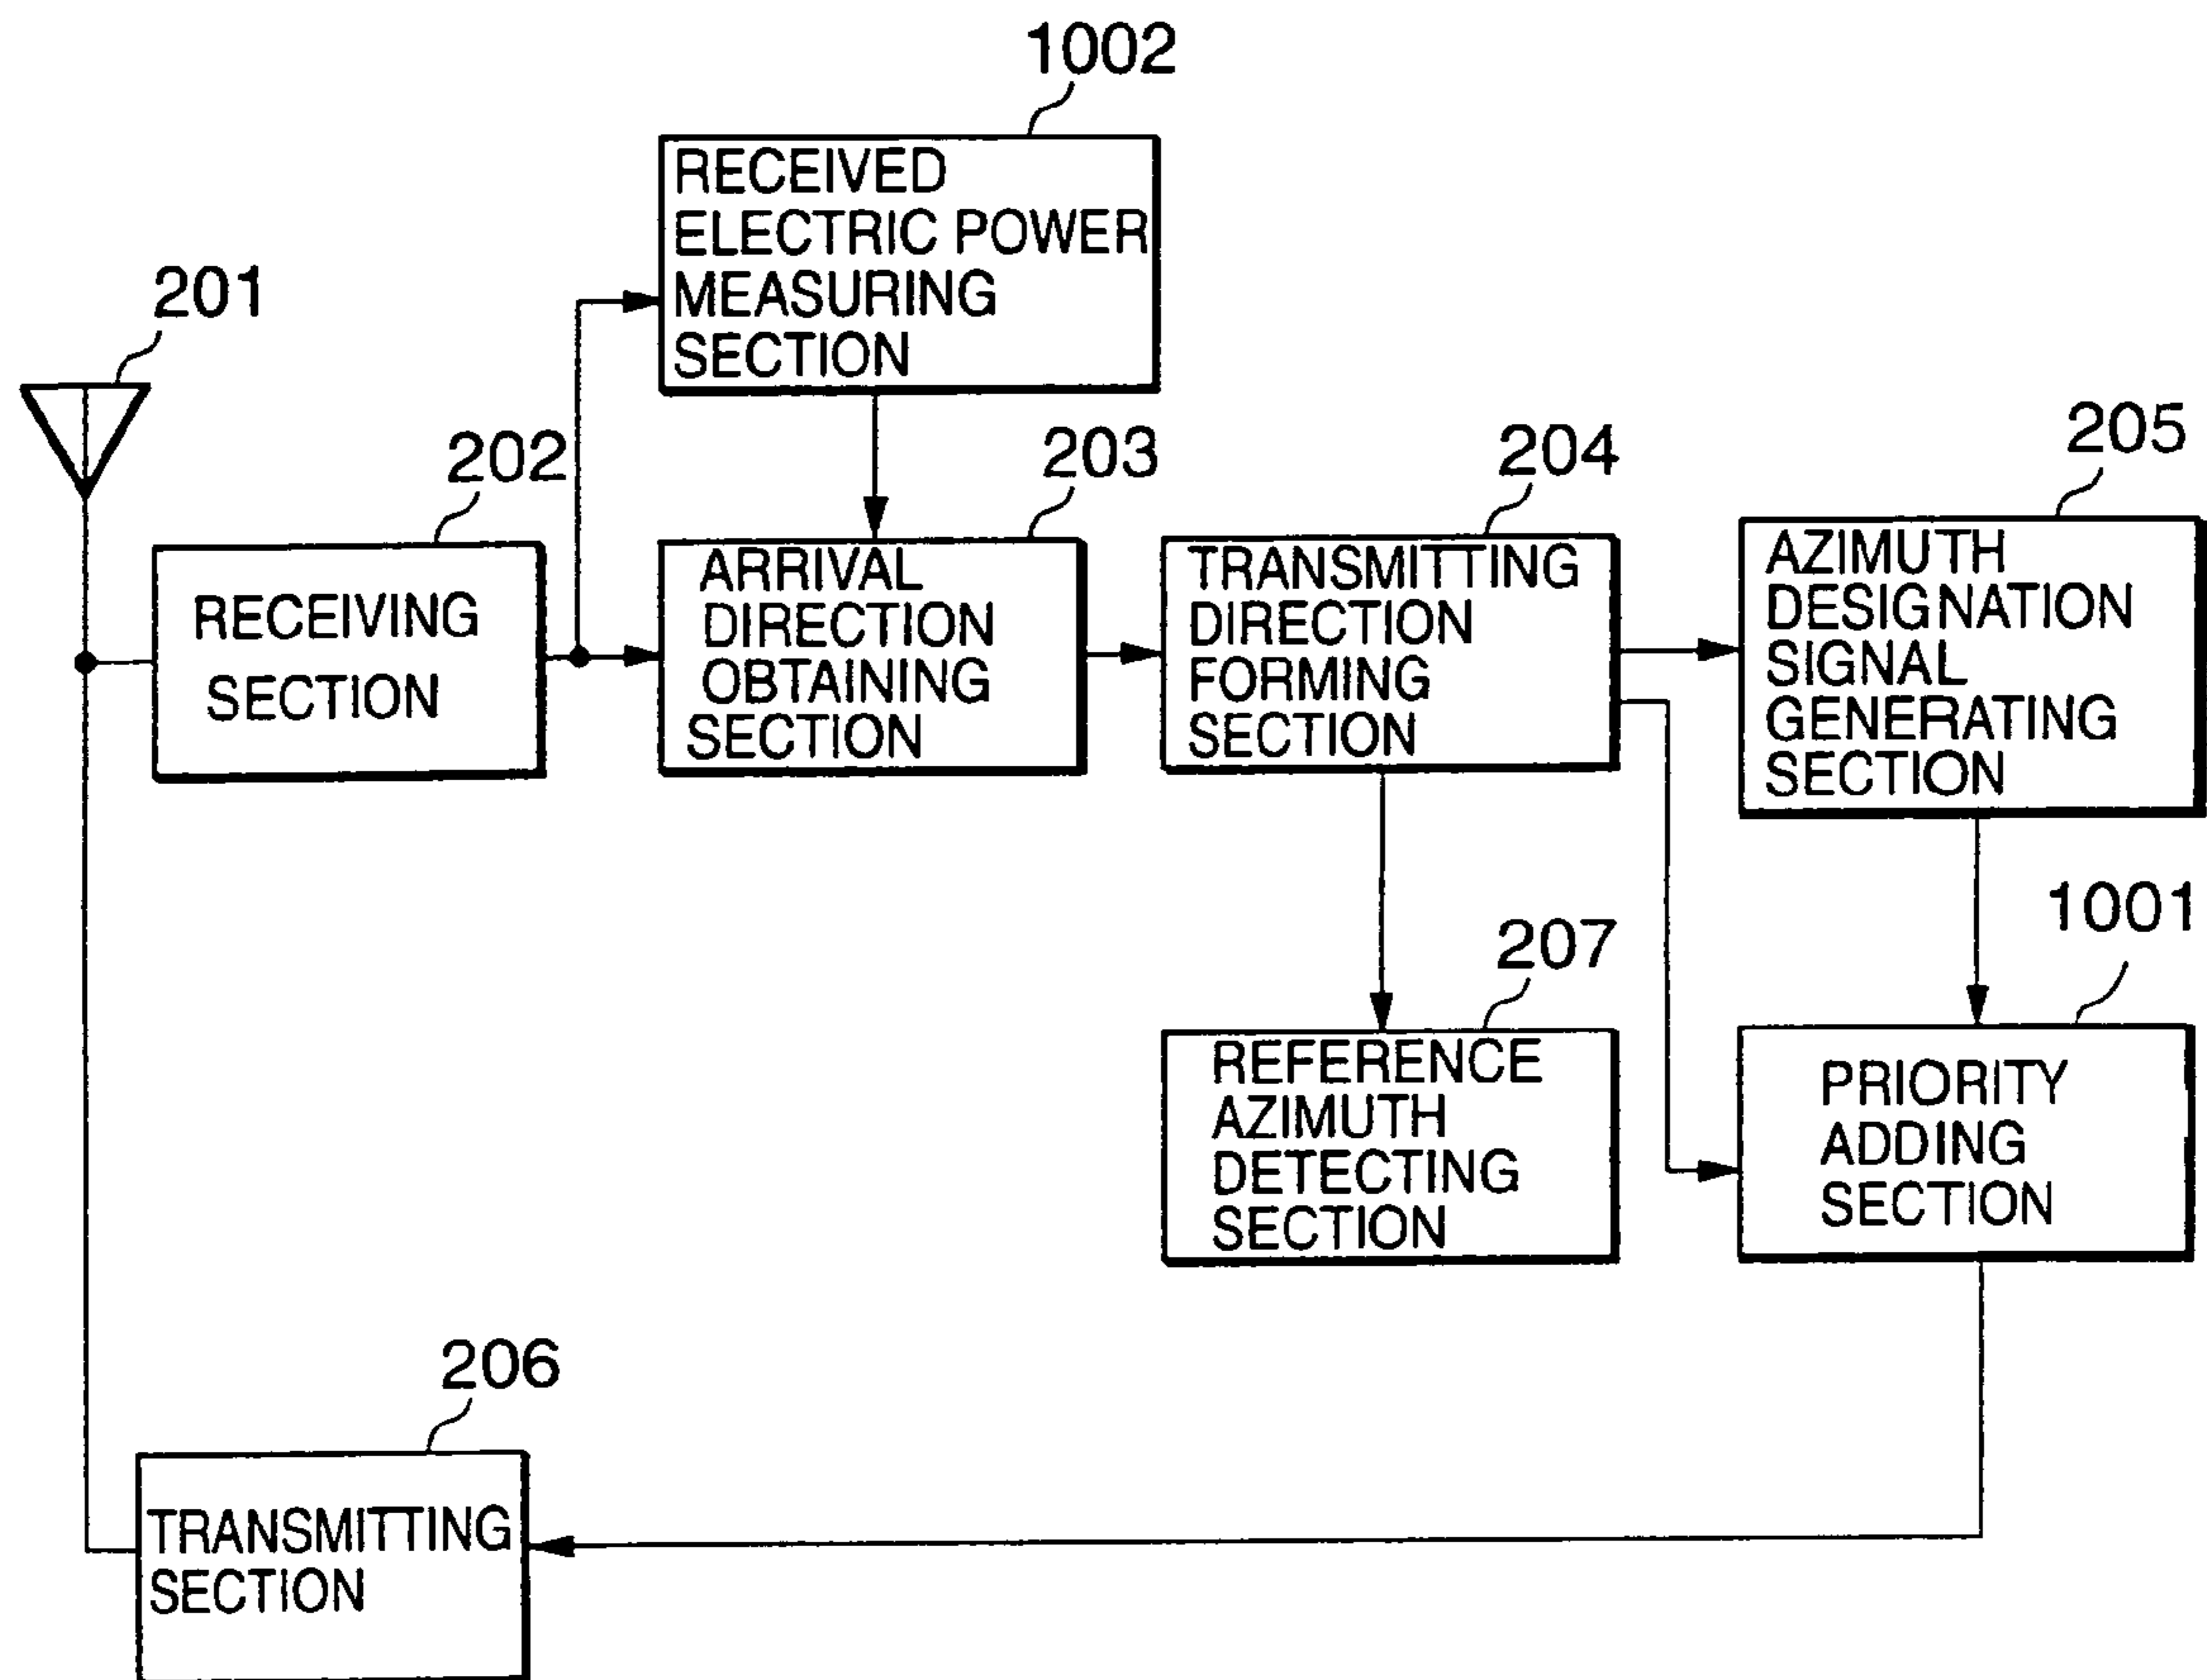 1002
RECEIVED
ELECTRIC POWER
MEASURING
SECTION
201
202
RECEIVING
SECTION
203
ARRIVAL
DIRECTION
OBTAINING
SECTION
204
TRANSMITTING
DIRECTION
FORMING
SECTION
205
AZIMUTH
DESIGNATION
SIGNAL
GENERATING
SECTION
207
REFERENCE
AZIMUTH
DETECTING
SECTION
1001
PRIORITY
ADDING
SECTION
206
TRANSMITTING
SECTION